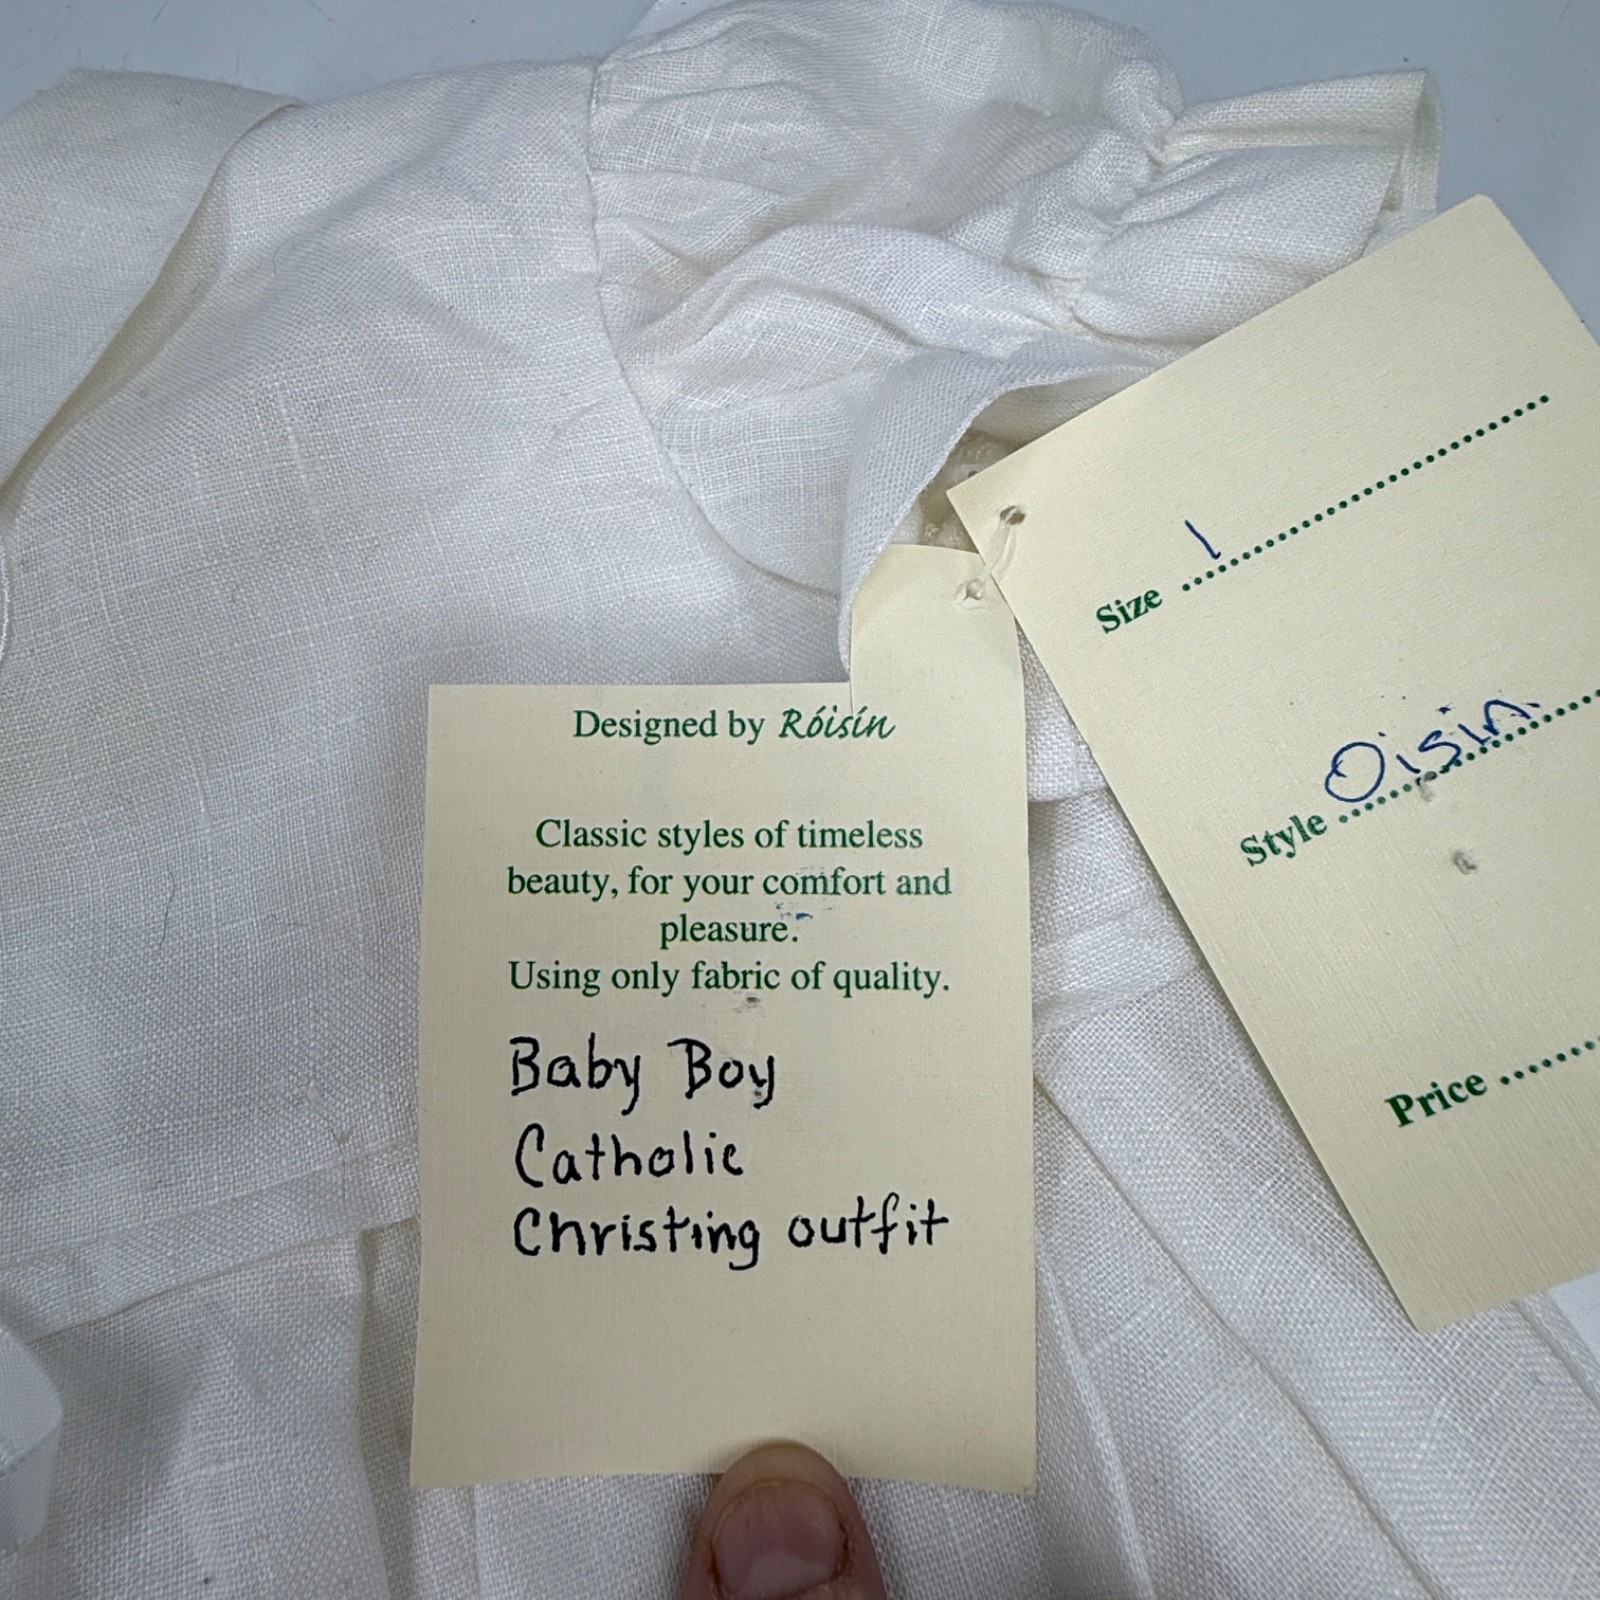 Designed by Róisín
Classic styles of timeless
beauty, for your comfort and
pleasure.
Using only fabric of quality.
Baby Boy
Catholic
Christing outfit
Size 1
Style Oisin
Price